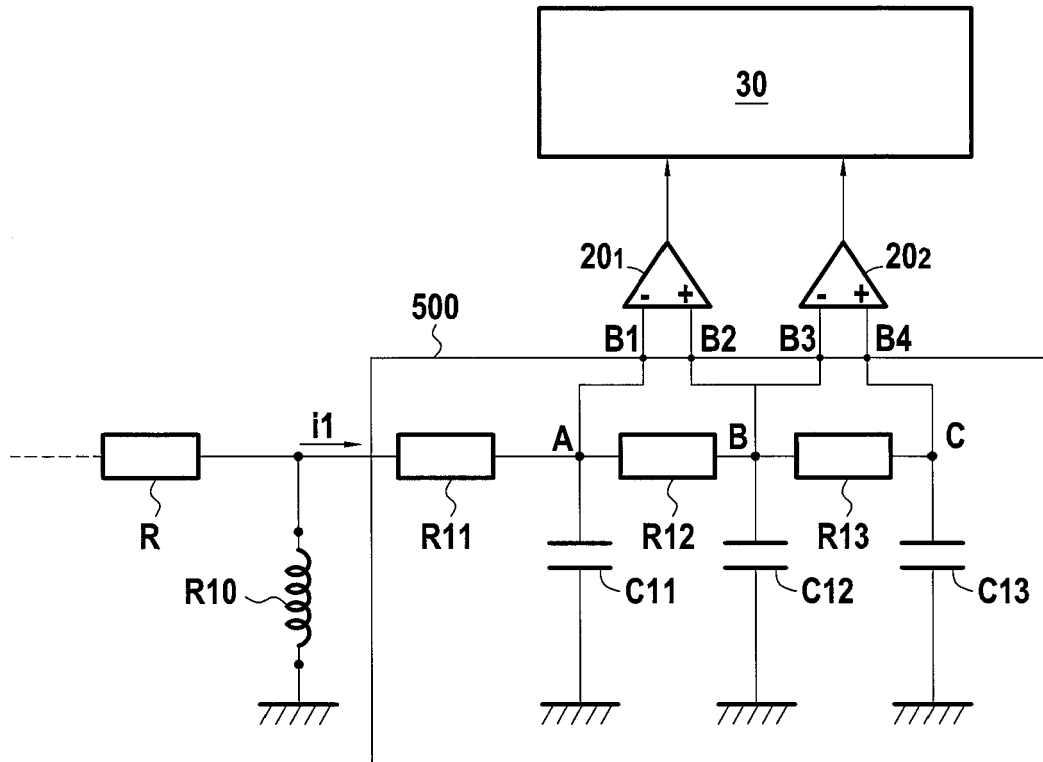 30
201
202
500
B1 B2 B3 B4
i1
A B C
R R11 R12 R13
R10 C11 C12 C13
- + - +